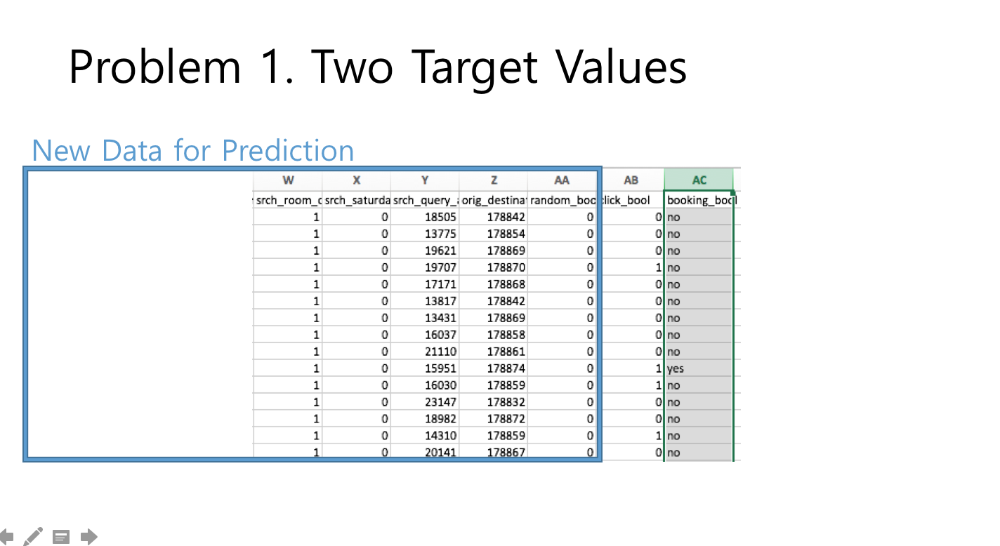 Problem 1. Two Target Values
New Data for Prediction
W X Y Z AA AB AC
srch_room_c srch_saturda srch_query_a orig_destinat random_boo click_bool booking_bool
1 0 18505 178842 0 0 no
1 0 13775 178854 0 0 no
1 0 19621 178869 0 0 no
1 0 19707 178870 0 1 no
1 0 17171 178868 0 0 no
1 0 13817 178842 0 0 no
1 0 13431 178869 0 0 no
1 0 16037 178858 0 0 no
1 0 21110 178861 0 0 no
1 0 15951 178874 0 1 yes
1 0 16030 178859 0 1 no
1 0 23147 178832 0 0 no
1 0 18982 178872 0 0 no
1 0 14310 178859 0 1 no
1 0 20141 178867 0 0 no